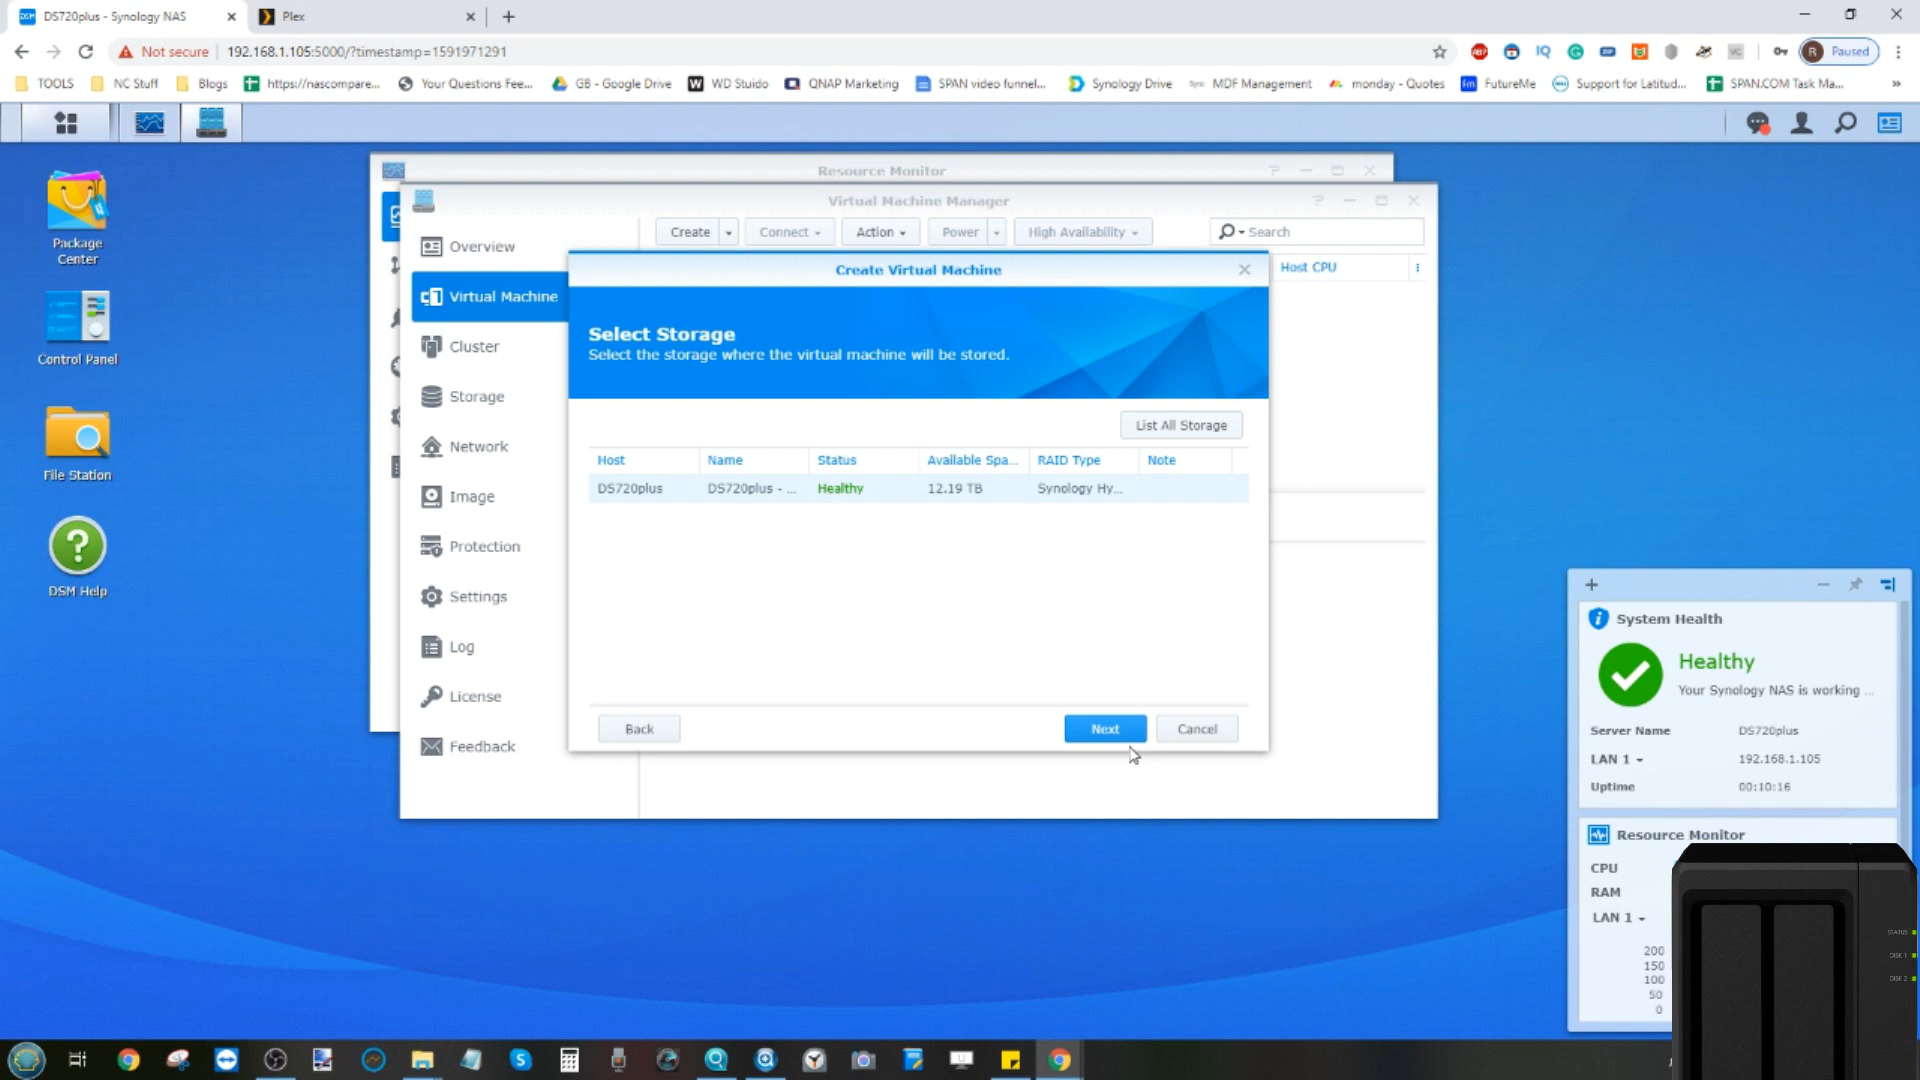 DS720plus - Synology NAS
Plex
Not secure
192.168.1.105:5000/?timestamp=1591971291
Paused
TOOLS
NC Stuff
Blogs
https://nascompare...
Your Questions Fee...
GB - Google Drive
WD Stuido
QNAP Marketing
SPAN video funnel...
Synology Drive
MDF Management
monday - Quotes
FutureMe
Support for Latitud...
SPAN.COM Task Ma...
Package
Center
Control Panel
File Station
DSM Help
Resource Monitor
Virtual Machine Manager
Overview
Virtual Machine
Cluster
Storage
Network
Image
Protection
Settings
Log
License
Feedback
Create
Connect
Action
Power
High Availability
Search
Host CPU
Create Virtual Machine
Select Storage
Select the storage where the virtual machine will be stored.
List All Storage
Host Name Status Available Spa... RAID Type Note
DS720plus DS720plus - ... Healthy 12.19 TB Synology Hy...
Back
Next
Cancel
System Health
Healthy
Your Synology NAS is working ...
Server Name DS720plus
LAN 1 192.168.1.105
Uptime 00:10:16
Resource Monitor
CPU
RAM
LAN 1
200
150
100
50
0
STATUS
DISK 1
DISK 2